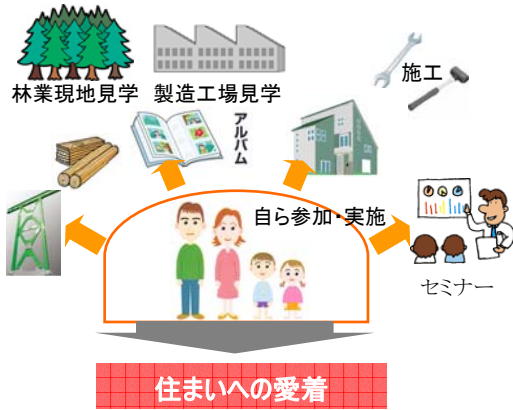 林業現地見学 製造工場見学
施工
アルバム
自ら参加・実施
セミナー
住まいへの愛着